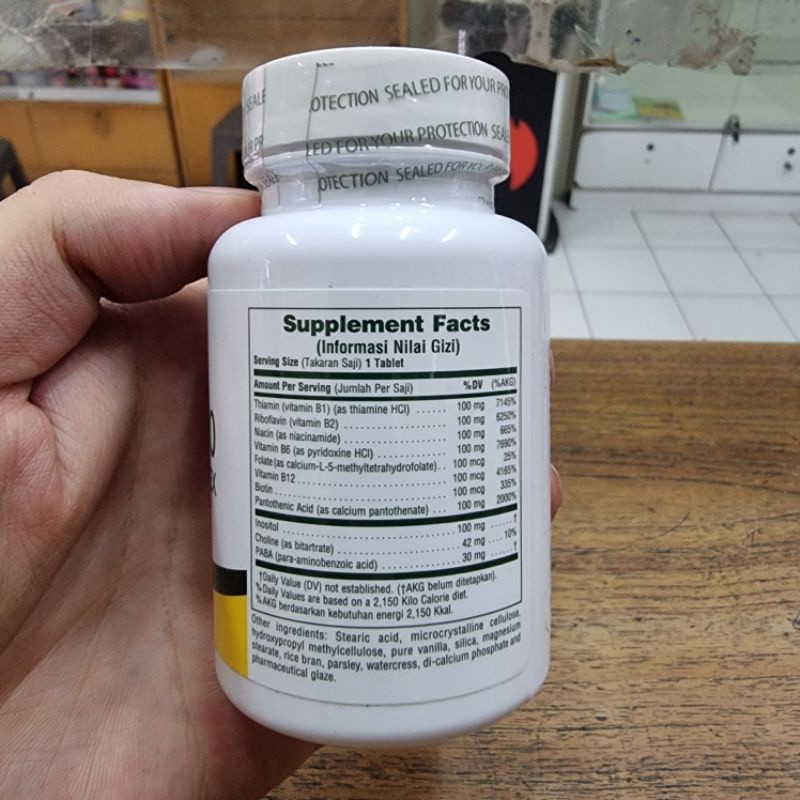 SEALE
OTECTION SEALED FOR YOUR PR
LED FOR YOUR PROTECTION SEAL
OTECTION SEALED FOR YOU
Supplement Facts
(Informasi Nilai Gizi)
Serving Size (Takaran Saji) 1 Tablet
Amount Per Serving (Jumlah Per Saji) %DV (%AKG)
Thiamin (vitamin B1) (as thiamine HCl) ...... 100 mg 7145%
Riboflavin (vitamin B2) 100 mg 6250%
Niacin (as niacinamide) ...... 100 mg 665%
Vitamin B6 (as pyridoxine HCl) ...... 100 mg 7690%
Folate (as calcium-L-5-methyltetrahydrofolate) .. 100 mcg 25%
Vitamin B12 ...... 100 mcg 4165%
Biotin ...... 100 mcg 335%
Pantothenic Acid (as calcium pantothenate) .... 100 mg 2000%
Inositol ...... 100 mg ...... †
Choline (as bitartrate) ...... 42 mg .... 10%
PABA (para-aminobenzoic acid) ...... 30 mg ...... †
†Daily Value (DV) not established. (†AKG belum ditetapkan).
%Daily Values are based on a 2,150 Kilo Calorie diet.
%AKG berdasarkan kebutuhan energi 2,150 Kkal.
Other ingredients: Stearic acid, microcrystalline cellulose,
hydroxypropyl methylcellulose, pure vanilla, silica, magnesium
stearate, rice bran, parsley, watercress, di-calcium phosphate and
pharmaceutical glaze.